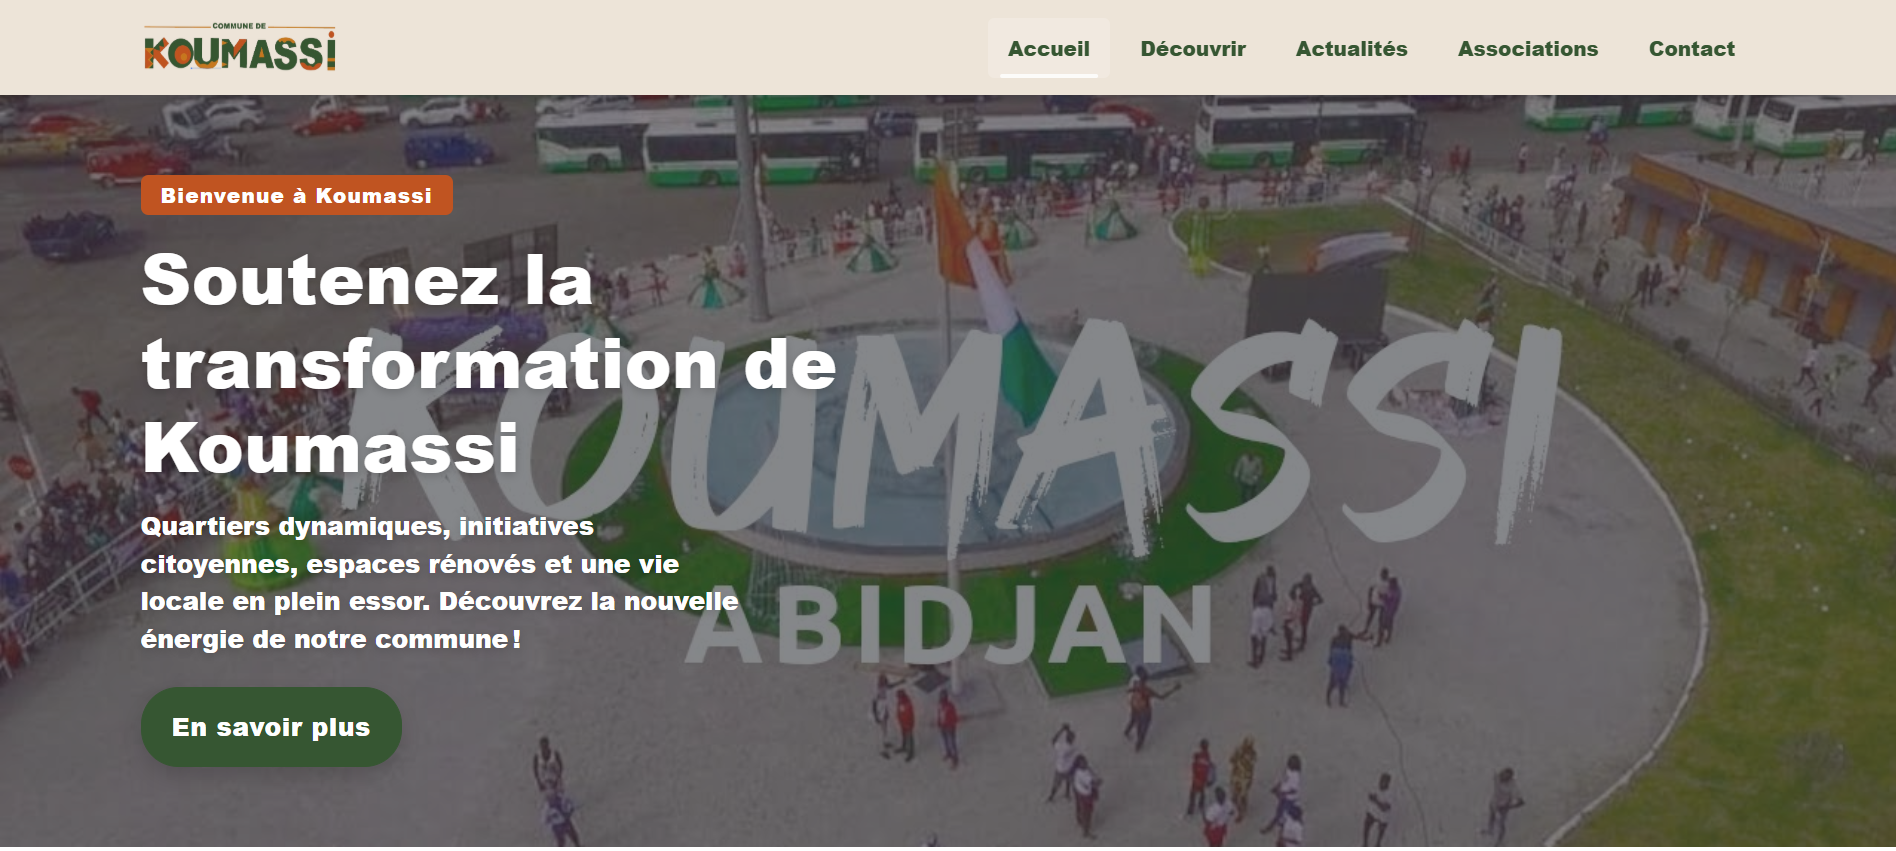 COMMUNE DE
KOUMASSi
Accueil
Découvrir
Actualités
Associations
Contact
Bienvenue à Koumassi
Soutenez la
transformation de
Koumassi
KOUMASSI
ABIDJAN
Quartiers dynamiques, initiatives
citoyennes, espaces rénovés et une vie
locale en plein essor. Découvrez la nouvelle
énergie de notre commune !
En savoir plus